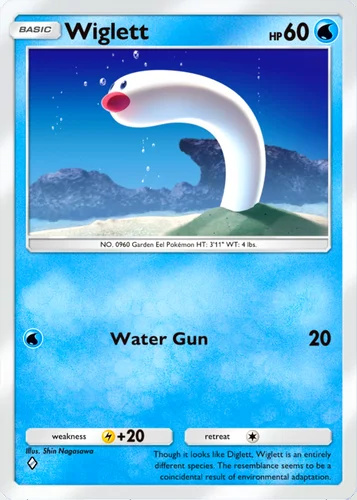 BASIC Wiglett HP 60
NO. 0960 Garden Eel Pokémon HT: 3'11" WT: 4 lbs.
Water Gun 20
weakness +20 retreat
Illus. Shin Nagasawa
Though it looks like Diglett, Wiglett is an entirely
different species. The resemblance seems to be a
coincidental result of environmental adaptation.